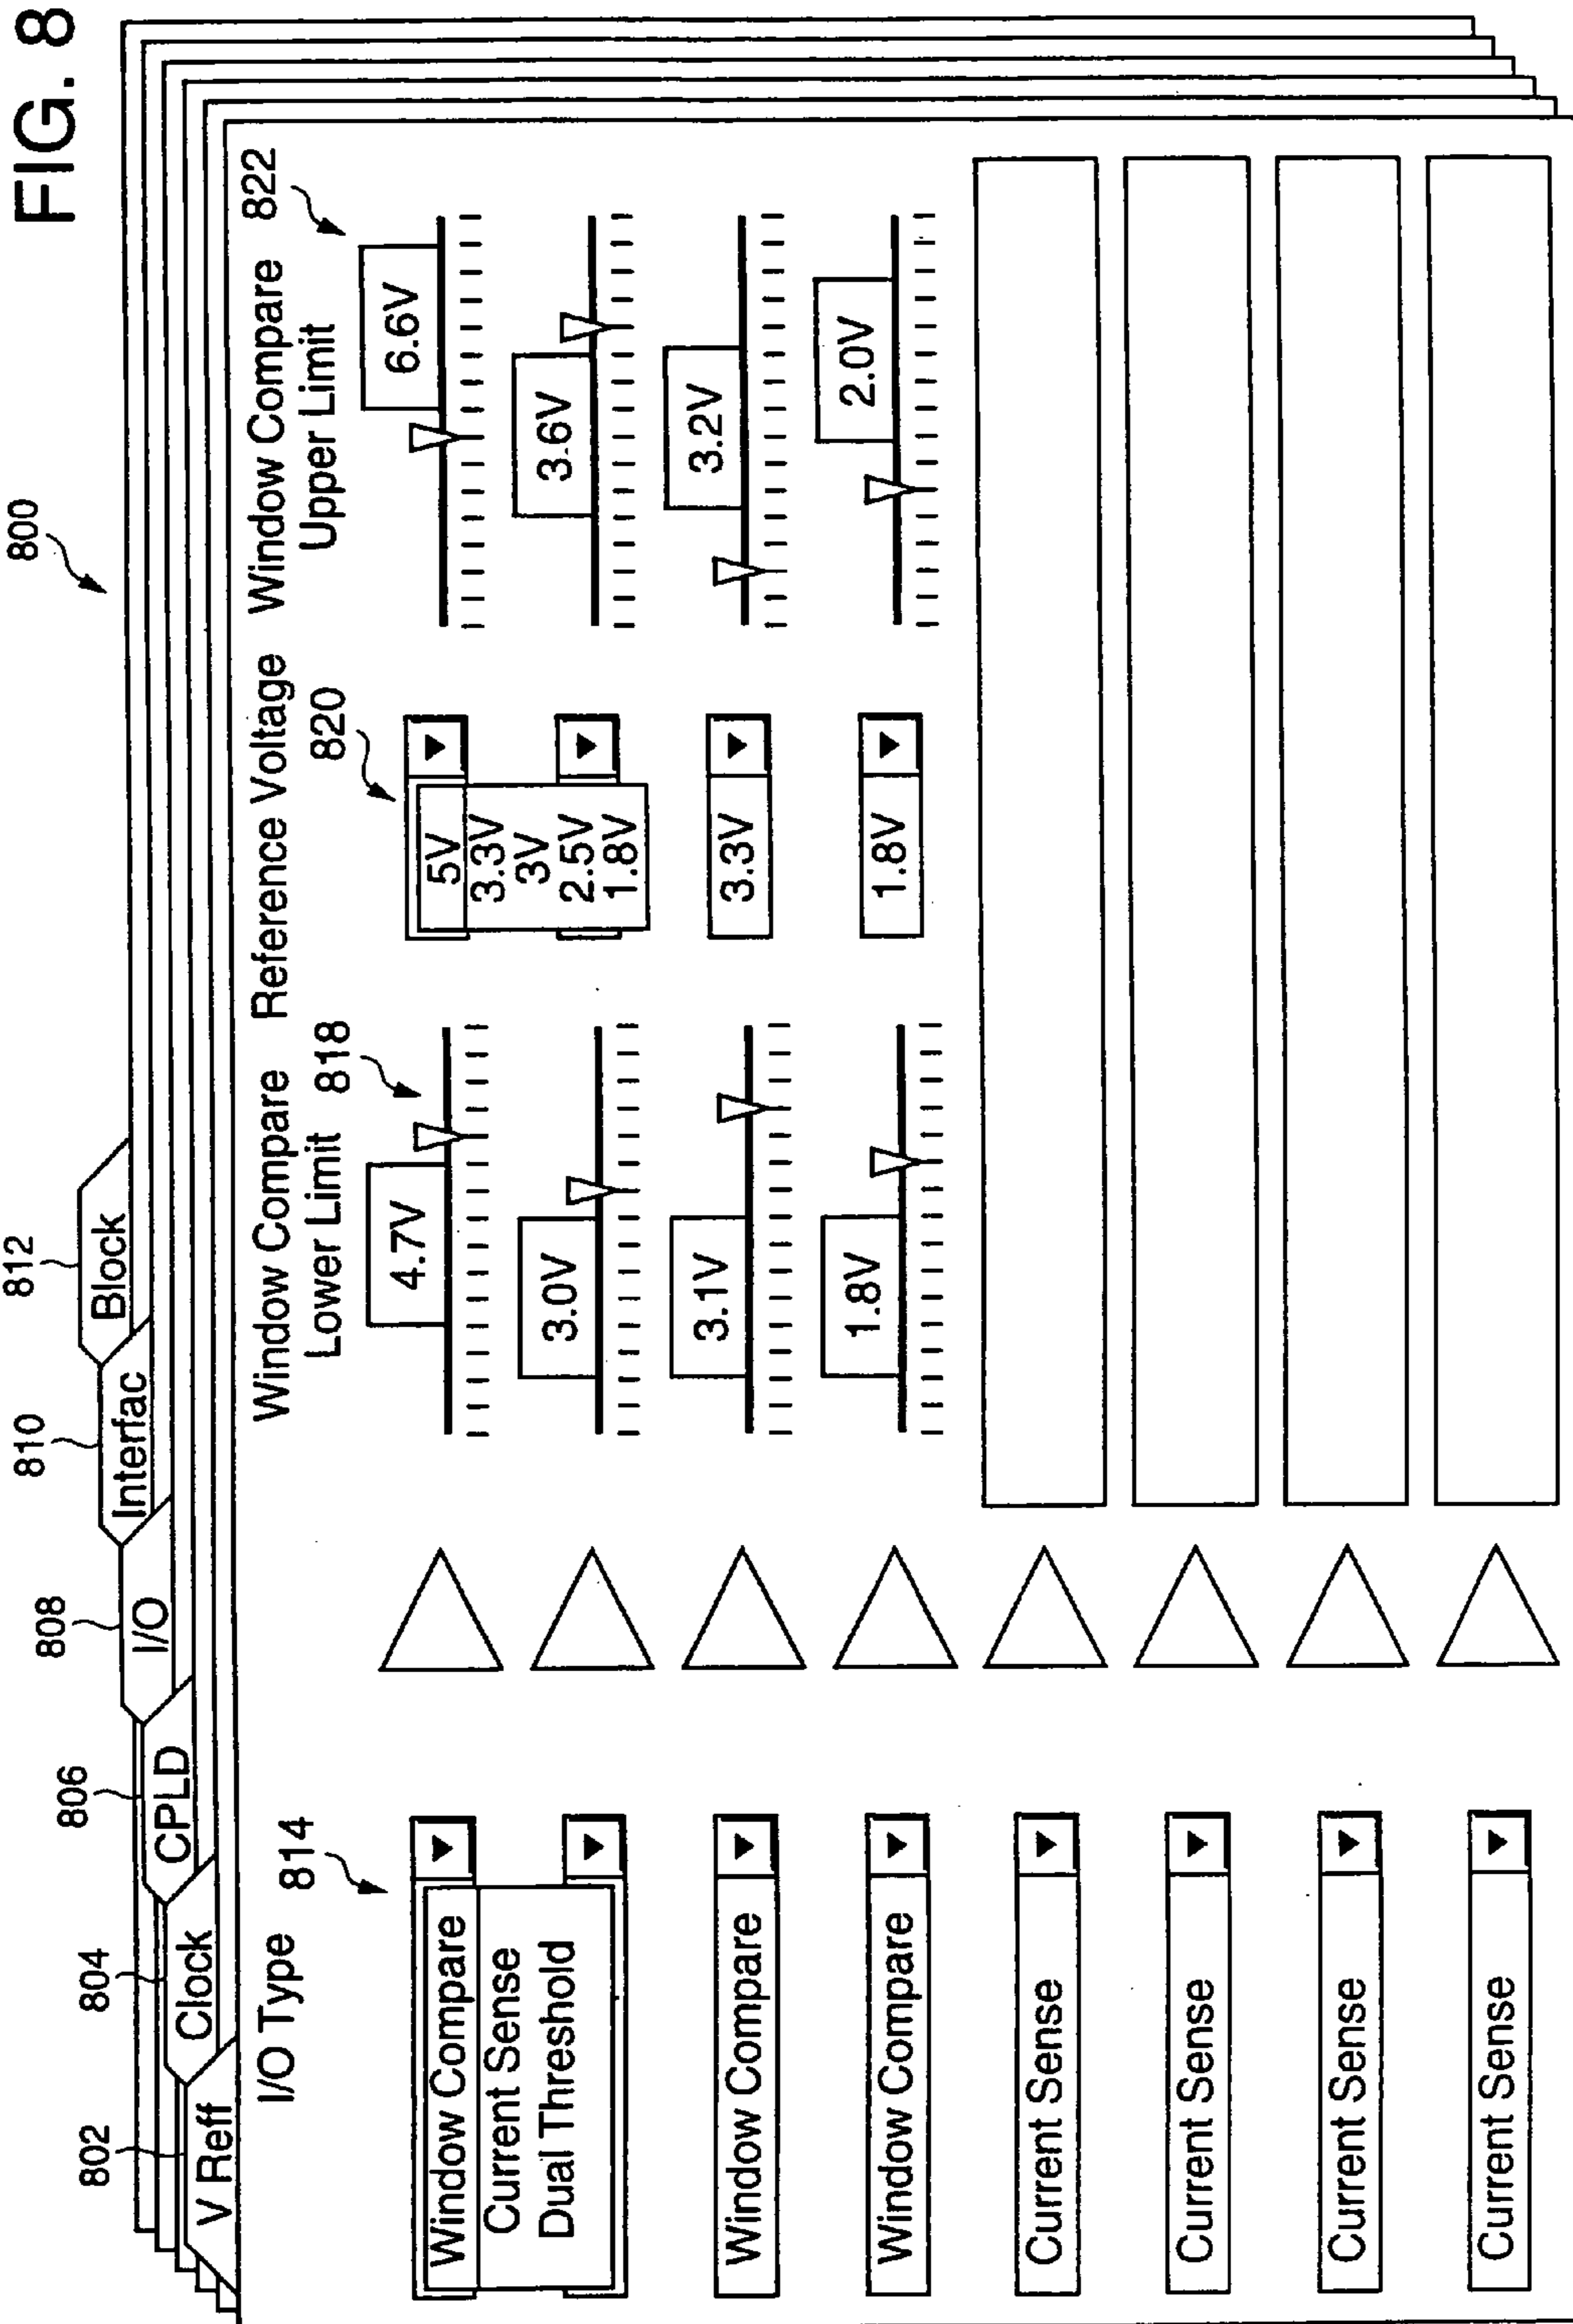 FIG. 8
800
802
804
806
808
810
812
V Reff
Clock
CPLD
I/O
Interfac
Block
I/O Type
814
Window Compare
Lower Limit
818
Reference Voltage
820
Window Compare
Upper Limit
822
Window Compare
Current Sense
Dual Threshold
4.7V
5V
3.3V
3V
2.5V
1.8V
6.6V
3.0V
3.6V
Window Compare
3.1V
3.3V
3.2V
Window Compare
1.8V
1.8V
2.0V
Current Sense
Current Sense
Current Sense
Current Sense